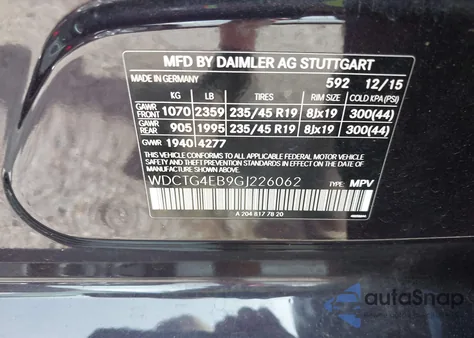 MFD BY DAIMLER AG STUTTGART
MADE IN GERMANY 592 12/15
KG LB TIRES RIM SIZE COLD KPA (PSI)
GAWR FRONT 1070 2359 235/45 R19 8Jx19 300(44)
GAWR REAR 905 1995 235/45 R19 8Jx19 300(44)
GVWR 1940 4277
THIS VEHICLE CONFORMS TO ALL APPLICABLE FEDERAL MOTOR VEHICLE
SAFETY, BUMPER, AND THEFT PREVENTION STANDARDS IN EFFECT ON THE
DATE OF MANUFACTURE SHOWN ABOVE.
WDCTG4EB9GJ226062 TYPE: MPV
A 204 817 78 20
autoSnap